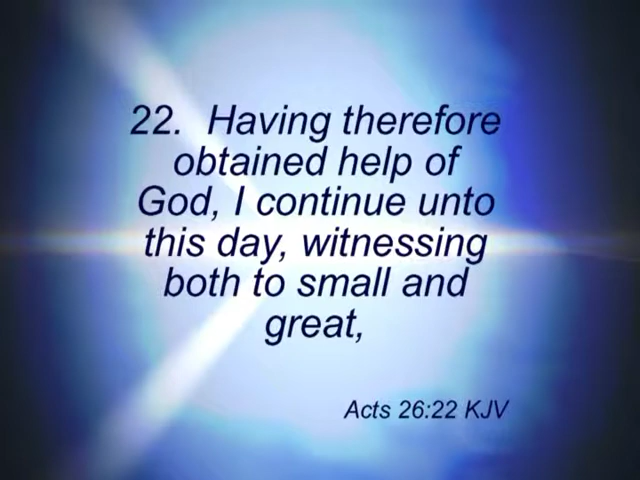 22.  Having therefore
obtained help of
God, I continue unto
this day, witnessing
both to small and
great,
Acts 26:22 KJV